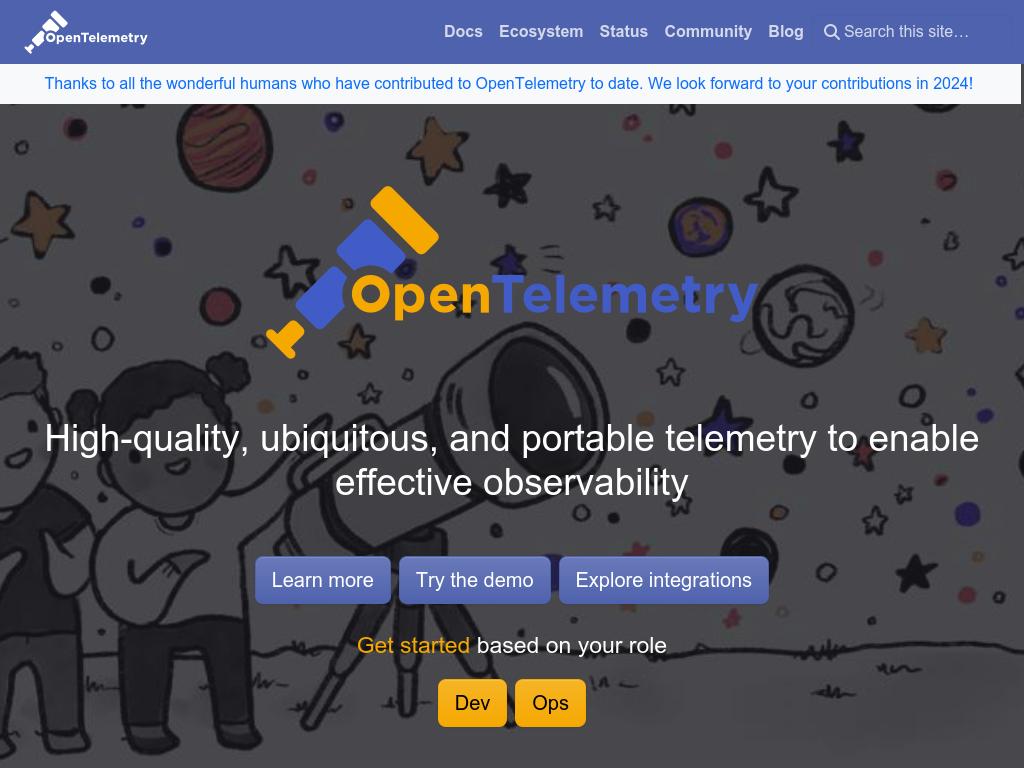 OpenTelemetry
Docs Ecosystem Status Community Blog Search this site…
Thanks to all the wonderful humans who have contributed to OpenTelemetry to date. We look forward to your contributions in 2024!
OpenTelemetry
High-quality, ubiquitous, and portable telemetry to enable
effective observability
Learn more Try the demo Explore integrations
Get started based on your role
Dev Ops